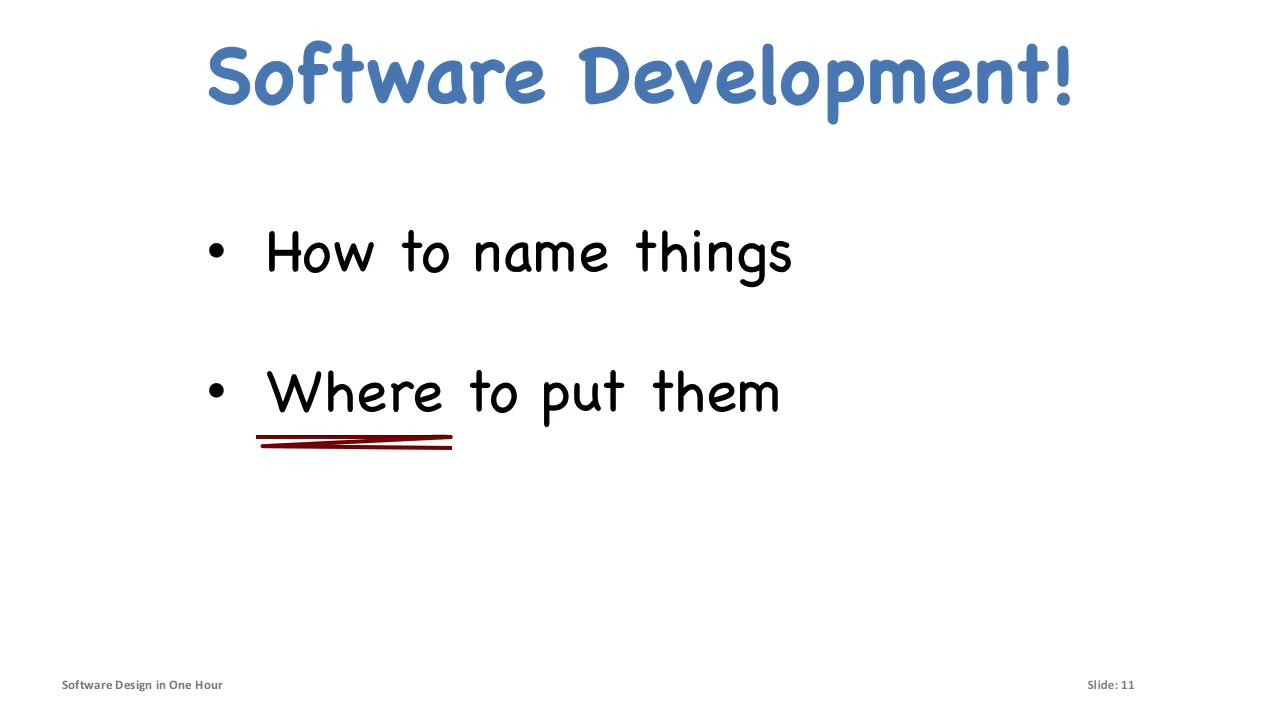 Software Development!
• How to name things
• Where to put them
Software Design in One Hour
Slide: 11